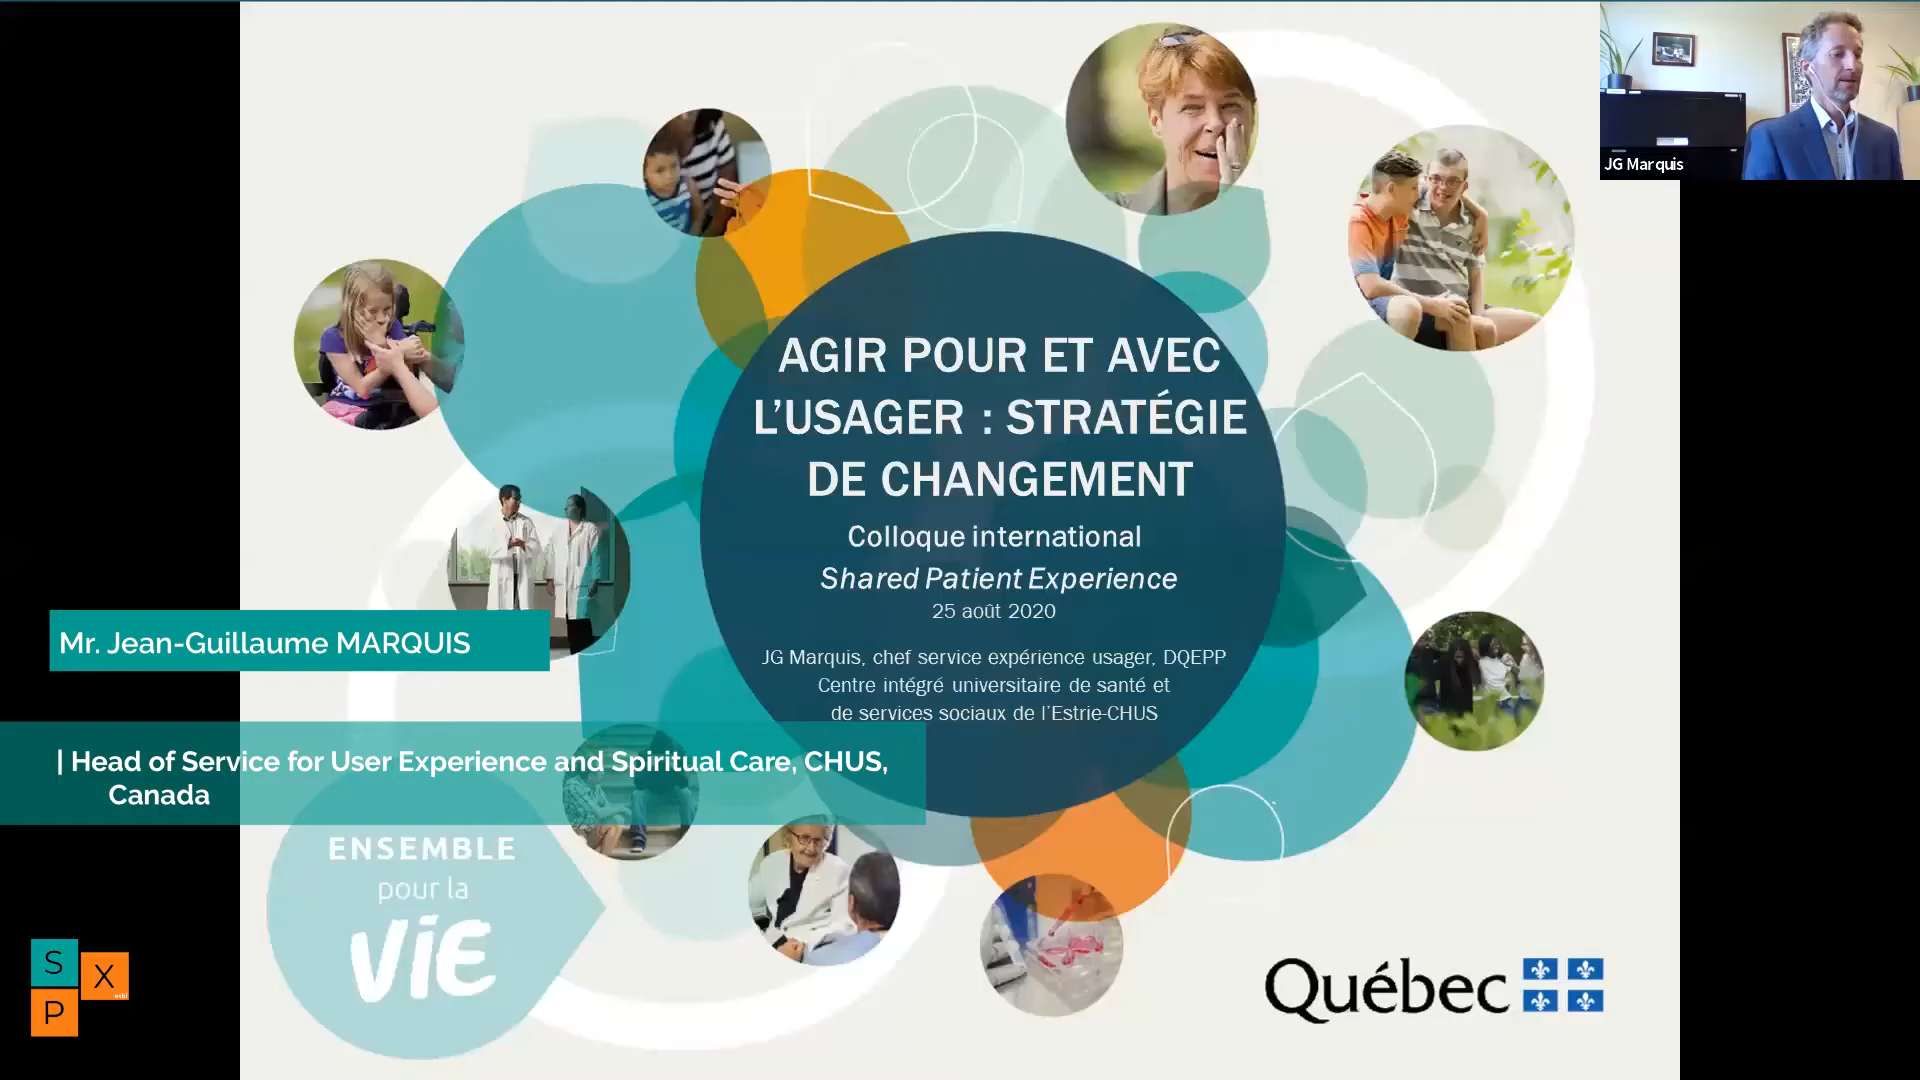 JG Marquis
AGIR POUR ET AVEC
L’USAGER : STRATÉGIE
DE CHANGEMENT
Colloque international
Shared Patient Experience
25 août 2020
JG Marquis, chef service expérience usager, DQEPP
Centre intégré universitaire de santé et
de services sociaux de l’Estrie-CHUS
Mr. Jean-Guillaume MARQUIS
| Head of Service for User Experience and Spiritual Care, CHUS,
Canada
ENSEMBLE
pour la
ViE
S
X
P
Québec